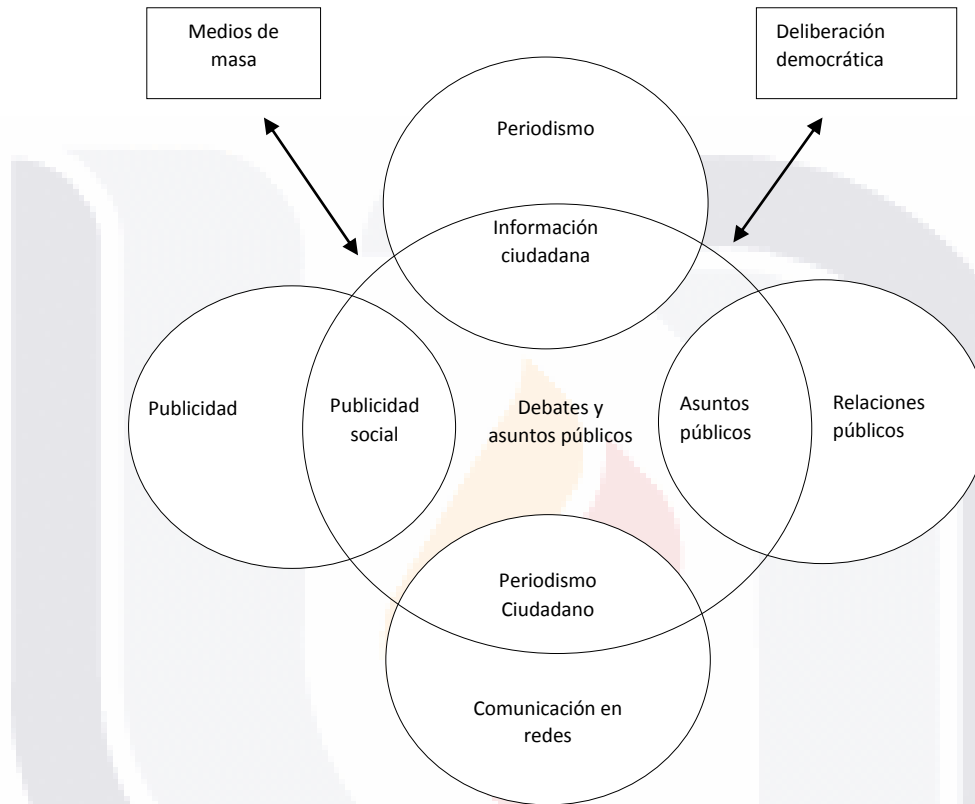 Medios de
masa
Deliberación
democrática
Periodismo
Información
ciudadana
Publicidad
Publicidad
social
Debates y
asuntos públicos
Asuntos
públicos
Relaciones
públicos
Periodismo
Ciudadano
Comunicación en
redes